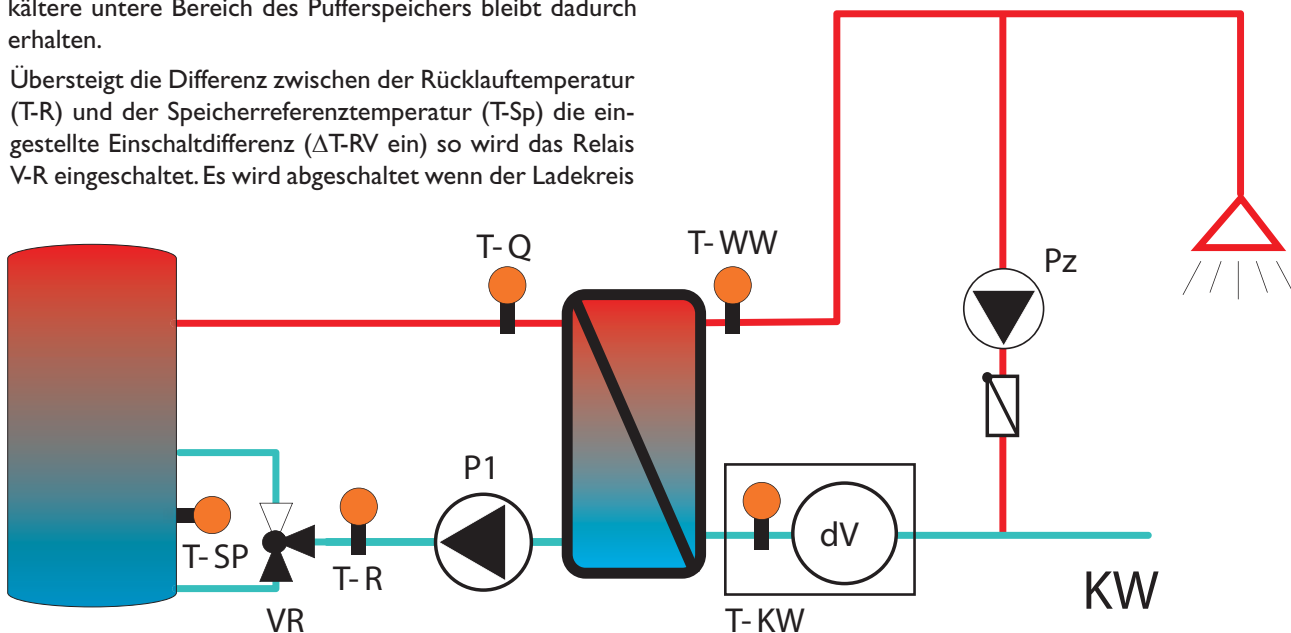 kältere untere Bereich des Pufferspeichers bleibt dadurch
erhalten.
Übersteigt die Differenz zwischen der Rücklauftemperatur
(T-R) und der Speicherreferenztemperatur (T-Sp) die ein-
gestellte Einschaltdifferenz (ΔT-RV ein) so wird das Relais
V-R eingeschaltet. Es wird abgeschaltet wenn der Ladekreis
T-Q
T-WW
Pz
P1
dV
T-SP
T-R
VR
T-KW
KW